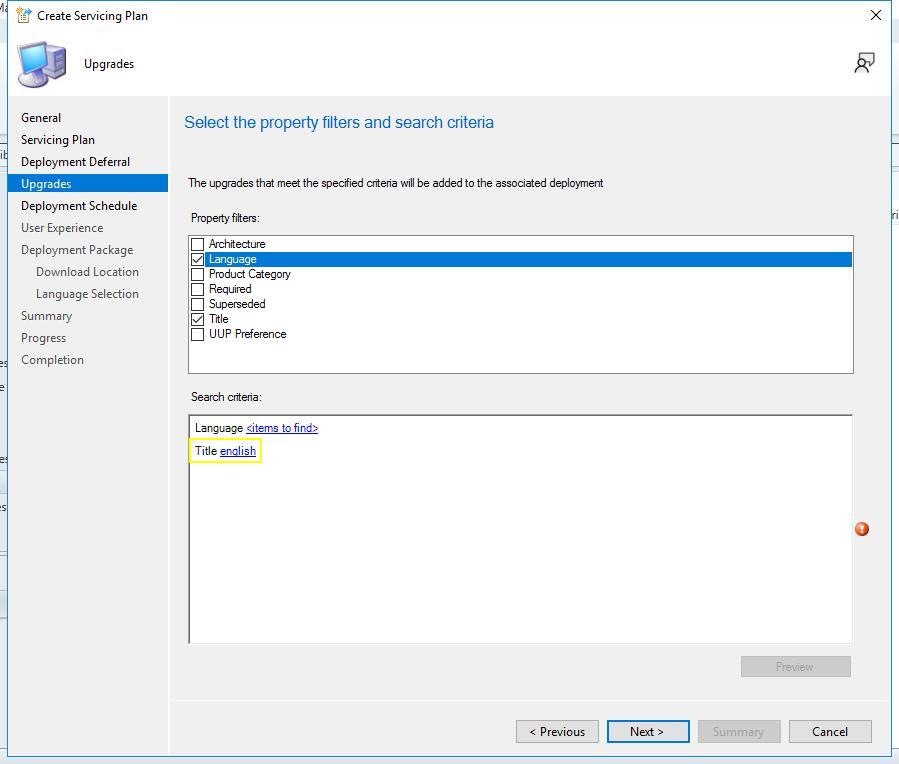 Create Servicing Plan
Upgrades
General
Servicing Plan
Deployment Deferral
Upgrades
Deployment Schedule
User Experience
Deployment Package
Download Location
Language Selection
Summary
Progress
Completion
Select the property filters and search criteria
The upgrades that meet the specified criteria will be added to the associated deployment
Property filters:
Architecture
Language
Product Category
Required
Superseded
Title
UUP Preference
Search criteria:
Language <items to find>
Title english
Preview
< Previous
Next >
Summary
Cancel